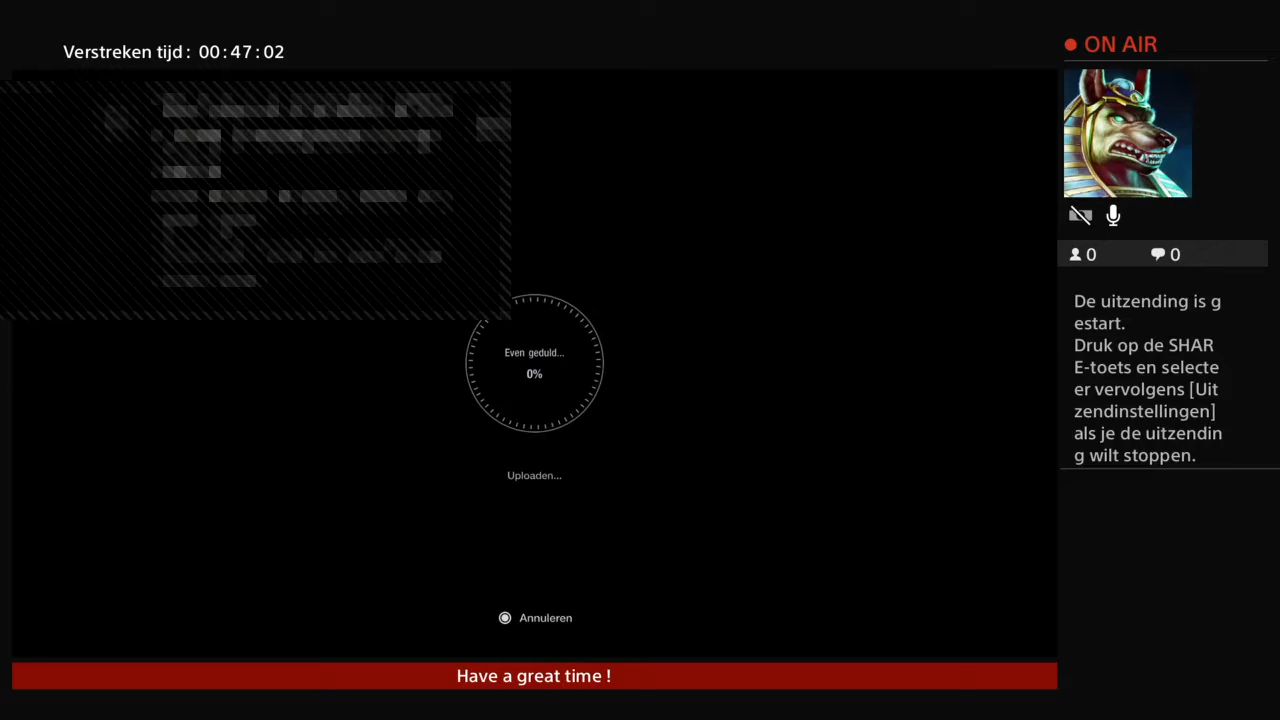 Verstreken tijd: 00:47:02
ON AIR
0 0
De uitzending is g
estart.
Druk op de SHAR
E-toets en selecte
er vervolgens [Uit
zendinstellingen]
als je de uitzendin
g wilt stoppen.
Even geduld...
0%
Uploaden...
Annuleren
Have a great time !